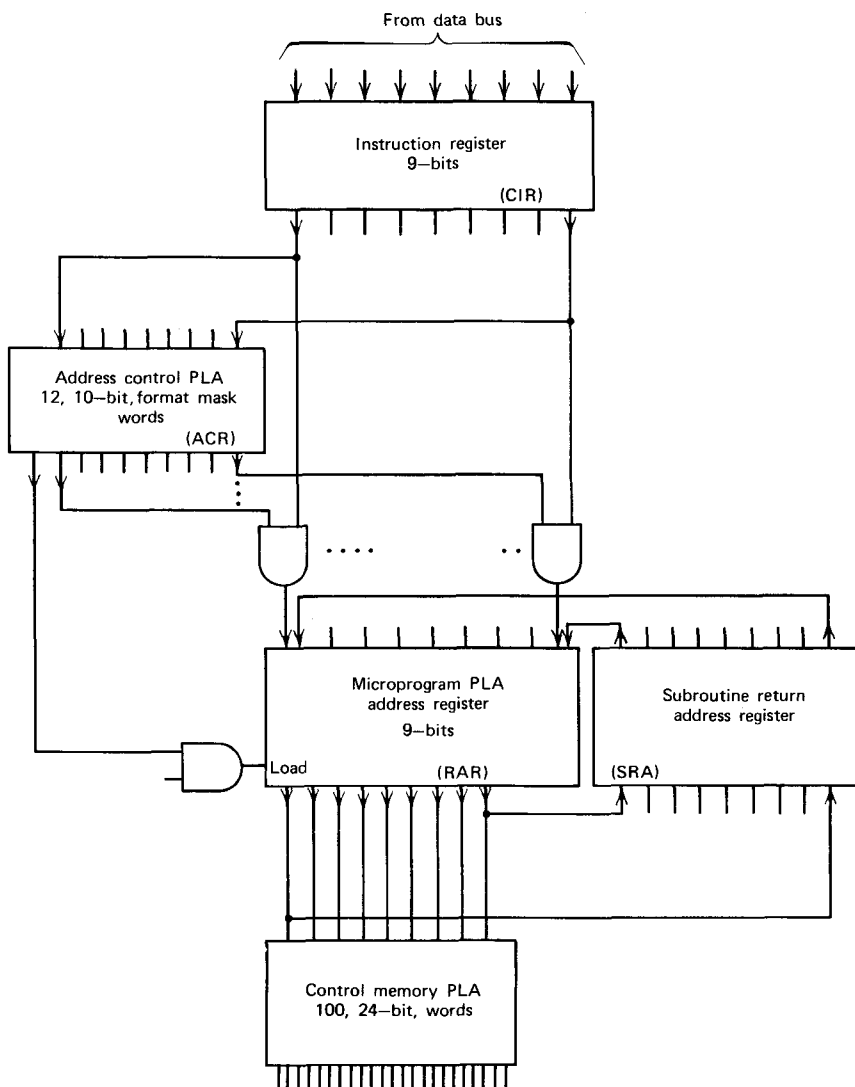 From data bus
Instruction register
9–bits
(CIR)
Address control PLA
12, 10–bit, format mask
words
(ACR)
Microprogram PLA
address register
9–bits
Load
(RAR)
Subroutine return
address register
(SRA)
Control memory PLA
100, 24–bit, words